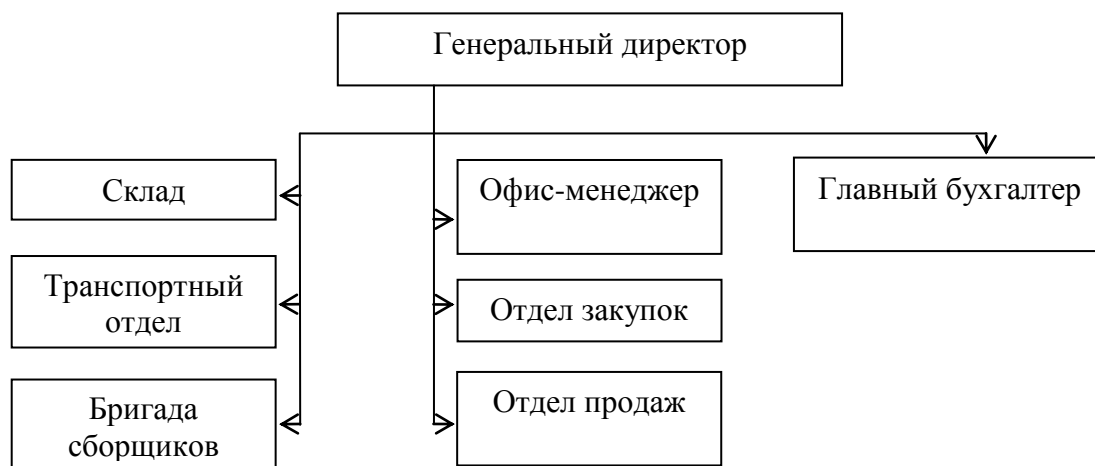 Генеральный директор
Склад
Офис-менеджер
Главный бухгалтер
Транспортный
отдел
Отдел закупок
Бригада
сборщиков
Отдел продаж